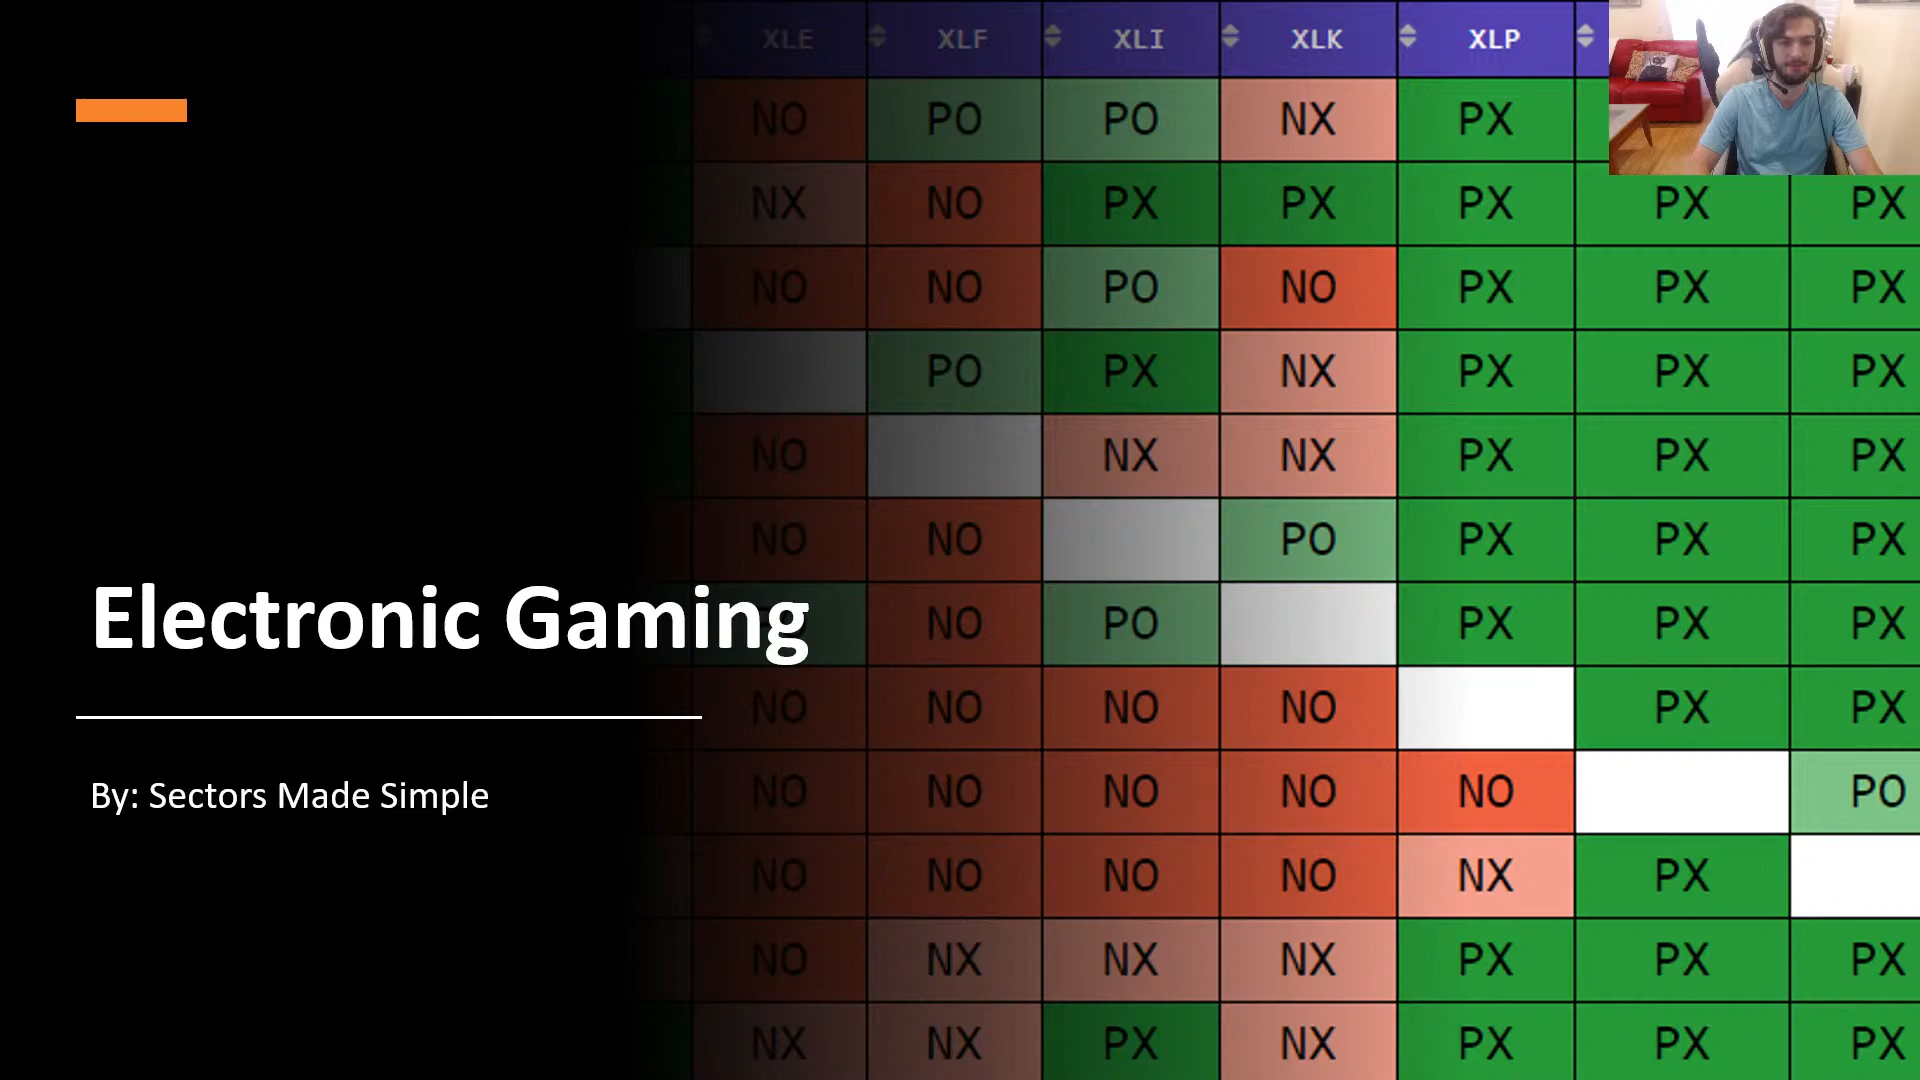 XLE XLF XLI XLK XLP
NO PO PO NX PX
NX NO PX PX PX PX PX
NO NO PO NO PX PX PX
PO PX NX PX PX PX
NO NX NX PX PX PX
NO NO PO PX PX PX
NO PO PX PX PX
Electronic Gaming
NO NO NO NO PX PX
NO NO NO NO NO PO
By: Sectors Made Simple
NO NO NO NO NX PX
NO NX NX NX PX PX PX
NX NX PX NX PX PX PX